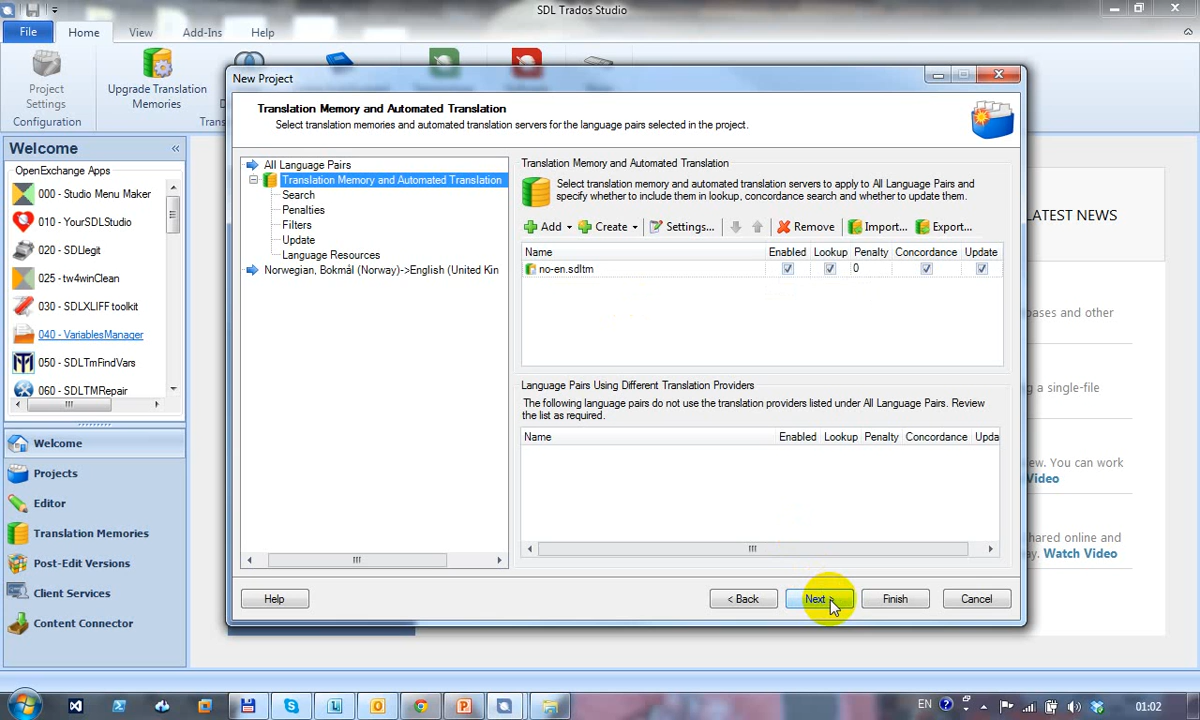 SDL Trados Studio
File Home View Add-Ins Help
Project
Settings
Configuration
Upgrade Translation
Memories
Welcome
OpenExchange Apps
000 - Studio Menu Maker
010 - YourSDLStudio
020 - SDLlegit
025 - tw4winClean
030 - SDLXLIFF toolkit
040 - VariablesManager
050 - SDLTmFindVars
060 - SDLTMRepair
Welcome
Projects
Editor
Translation Memories
Post-Edit Versions
Client Services
Content Connector
New Project
Translation Memory and Automated Translation
Select translation memories and automated translation servers for the language pairs selected in the project.
All Language Pairs
Translation Memory and Automated Translation
Search
Penalties
Filters
Update
Language Resources
Norwegian, Bokmål (Norway)->English (United Kin
Translation Memory and Automated Translation
Select translation memory and automated translation servers to apply to All Language Pairs and
specify whether to include them in lookup, concordance search and whether to update them.
Add Create Settings... Remove Import... Export...
Name Enabled Lookup Penalty Concordance Update
no-en.sdltm 0
Language Pairs Using Different Translation Providers
The following language pairs do not use the translation providers listed under All Language Pairs. Review
the list as required.
Name Enabled Lookup Penalty Concordance Upda
Help < Back Next > Finish Cancel
LATEST NEWS
bases and other
g a single-file
ew. You can work
Video
hared online and
ay. Watch Video
EN 01:02